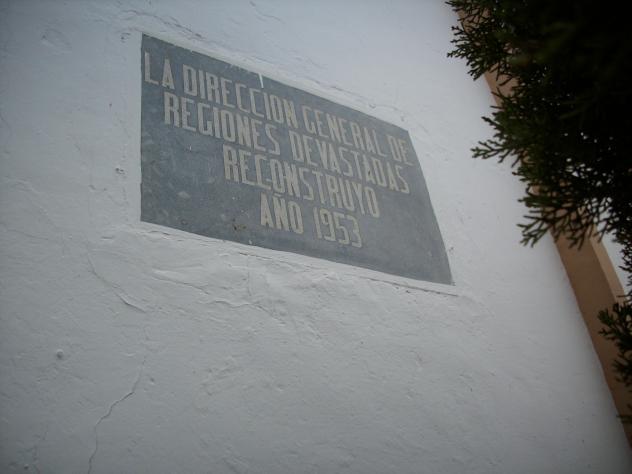 LA DIRECCION GENERAL DE
REGIONES DEVASTADAS
RECONSTRUYO
AÑO 1953